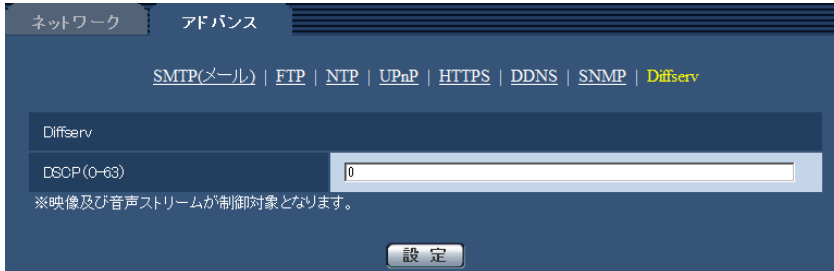 ネットワーク アドバンス
SMTP(メール) | FTP | NTP | UPnP | HTTPS | DDNS | SNMP | Diffserv
Diffserv
DSCP(0-63) 0
※映像及び音声ストリームが制御対象となります。
設 定